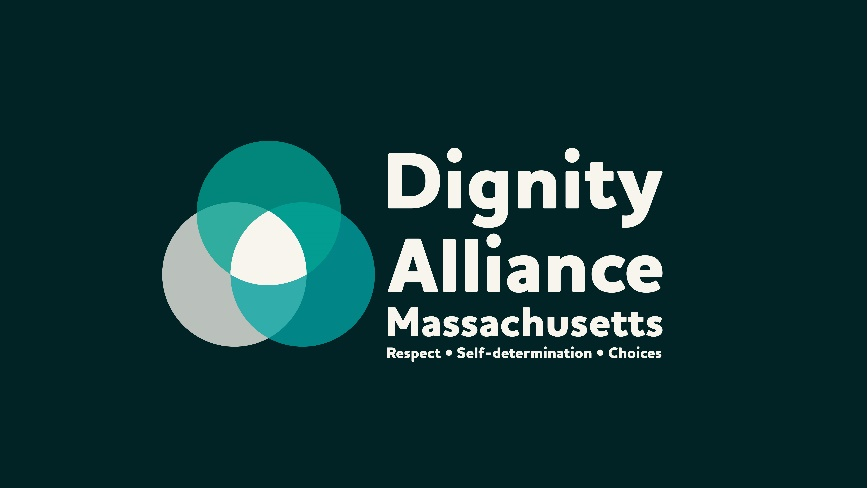 Dignity
Alliance
Massachusetts
Respect • Self-determination • Choices